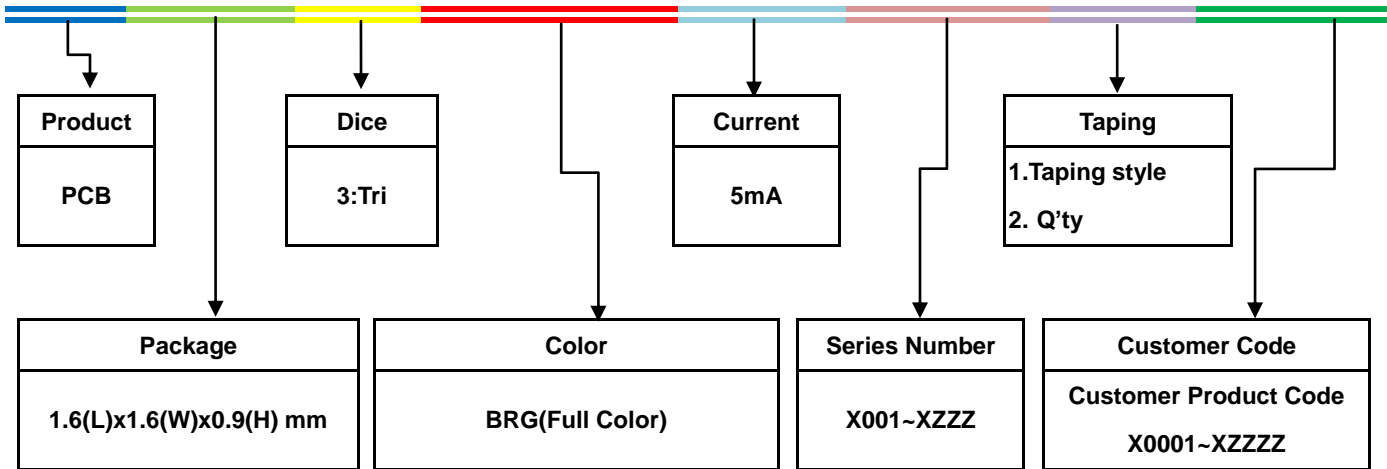 Product
PCB
Dice
3:Tri
Current
5mA
Taping
1.Taping style
2. Q’ty
Package
1.6(L)x1.6(W)x0.9(H) mm
Color
BRG(Full Color)
Series Number
X001~XZZZ
Customer Code
Customer Product Code
X0001~XZZZZ